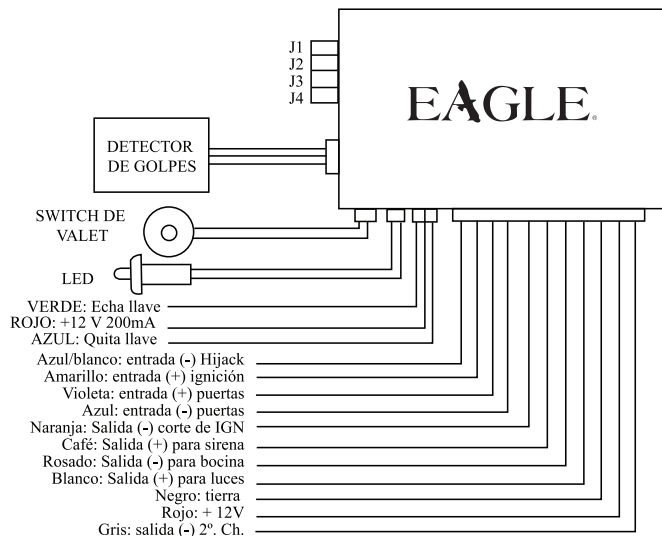 J1
J2
J3
J4
EAGLE®
DETECTOR
DE GOLPES
SWITCH DE
VALET
LED
VERDE: Echa llave
ROJO: +12 V 200mA
AZUL: Quita llave
Azul/blanco: entrada (-) Hijack
Amarillo: entrada (+) ignición
Violeta: entrada (+) puertas
Azul: entrada (-) puertas
Naranja: Salida (-) corte de IGN
Café: Salida (+) para sirena
Rosado: Salida (-) para bocina
Blanco: Salida (+) para luces
Negro: tierra
Rojo: + 12V
Gris: salida (-) 2º. Ch.